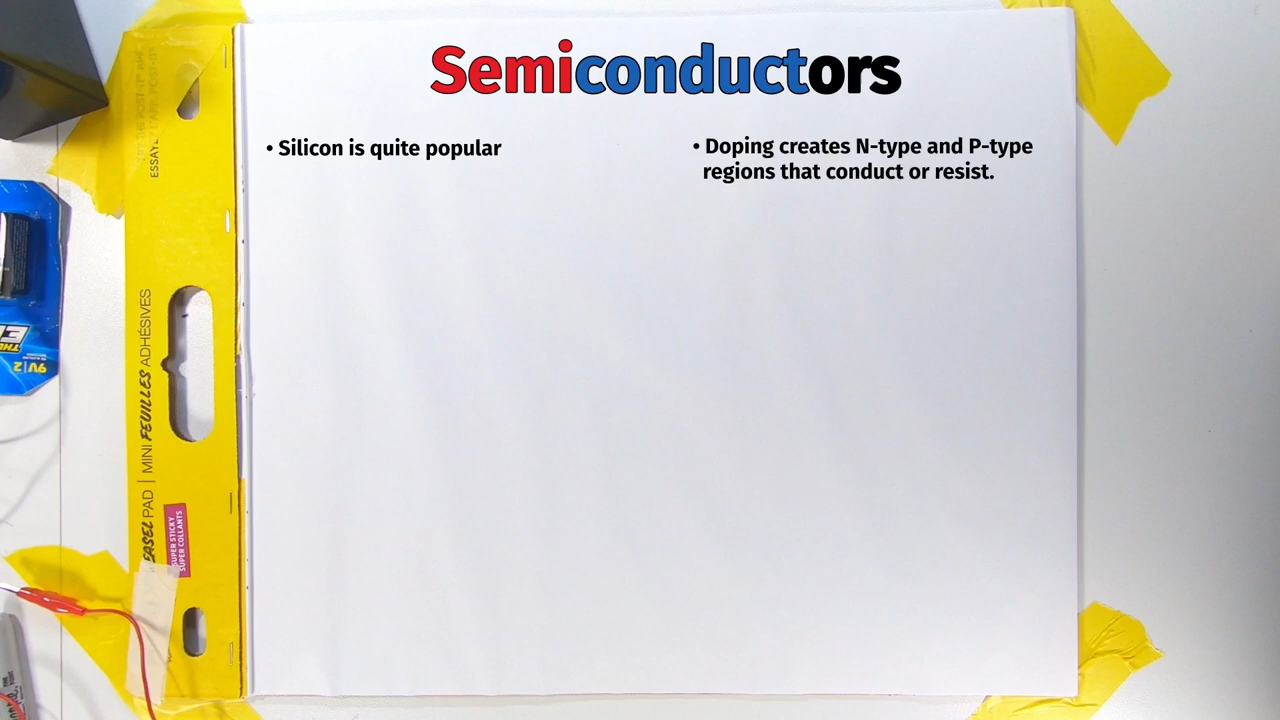 Semiconductors
• Silicon is quite popular
• Doping creates N-type and P-type
regions that conduct or resist.
EASEL PAD | MINI FEUILLES ADHÉSIVES
SUPER STICKY
SUPER COLLANTS
9V|2